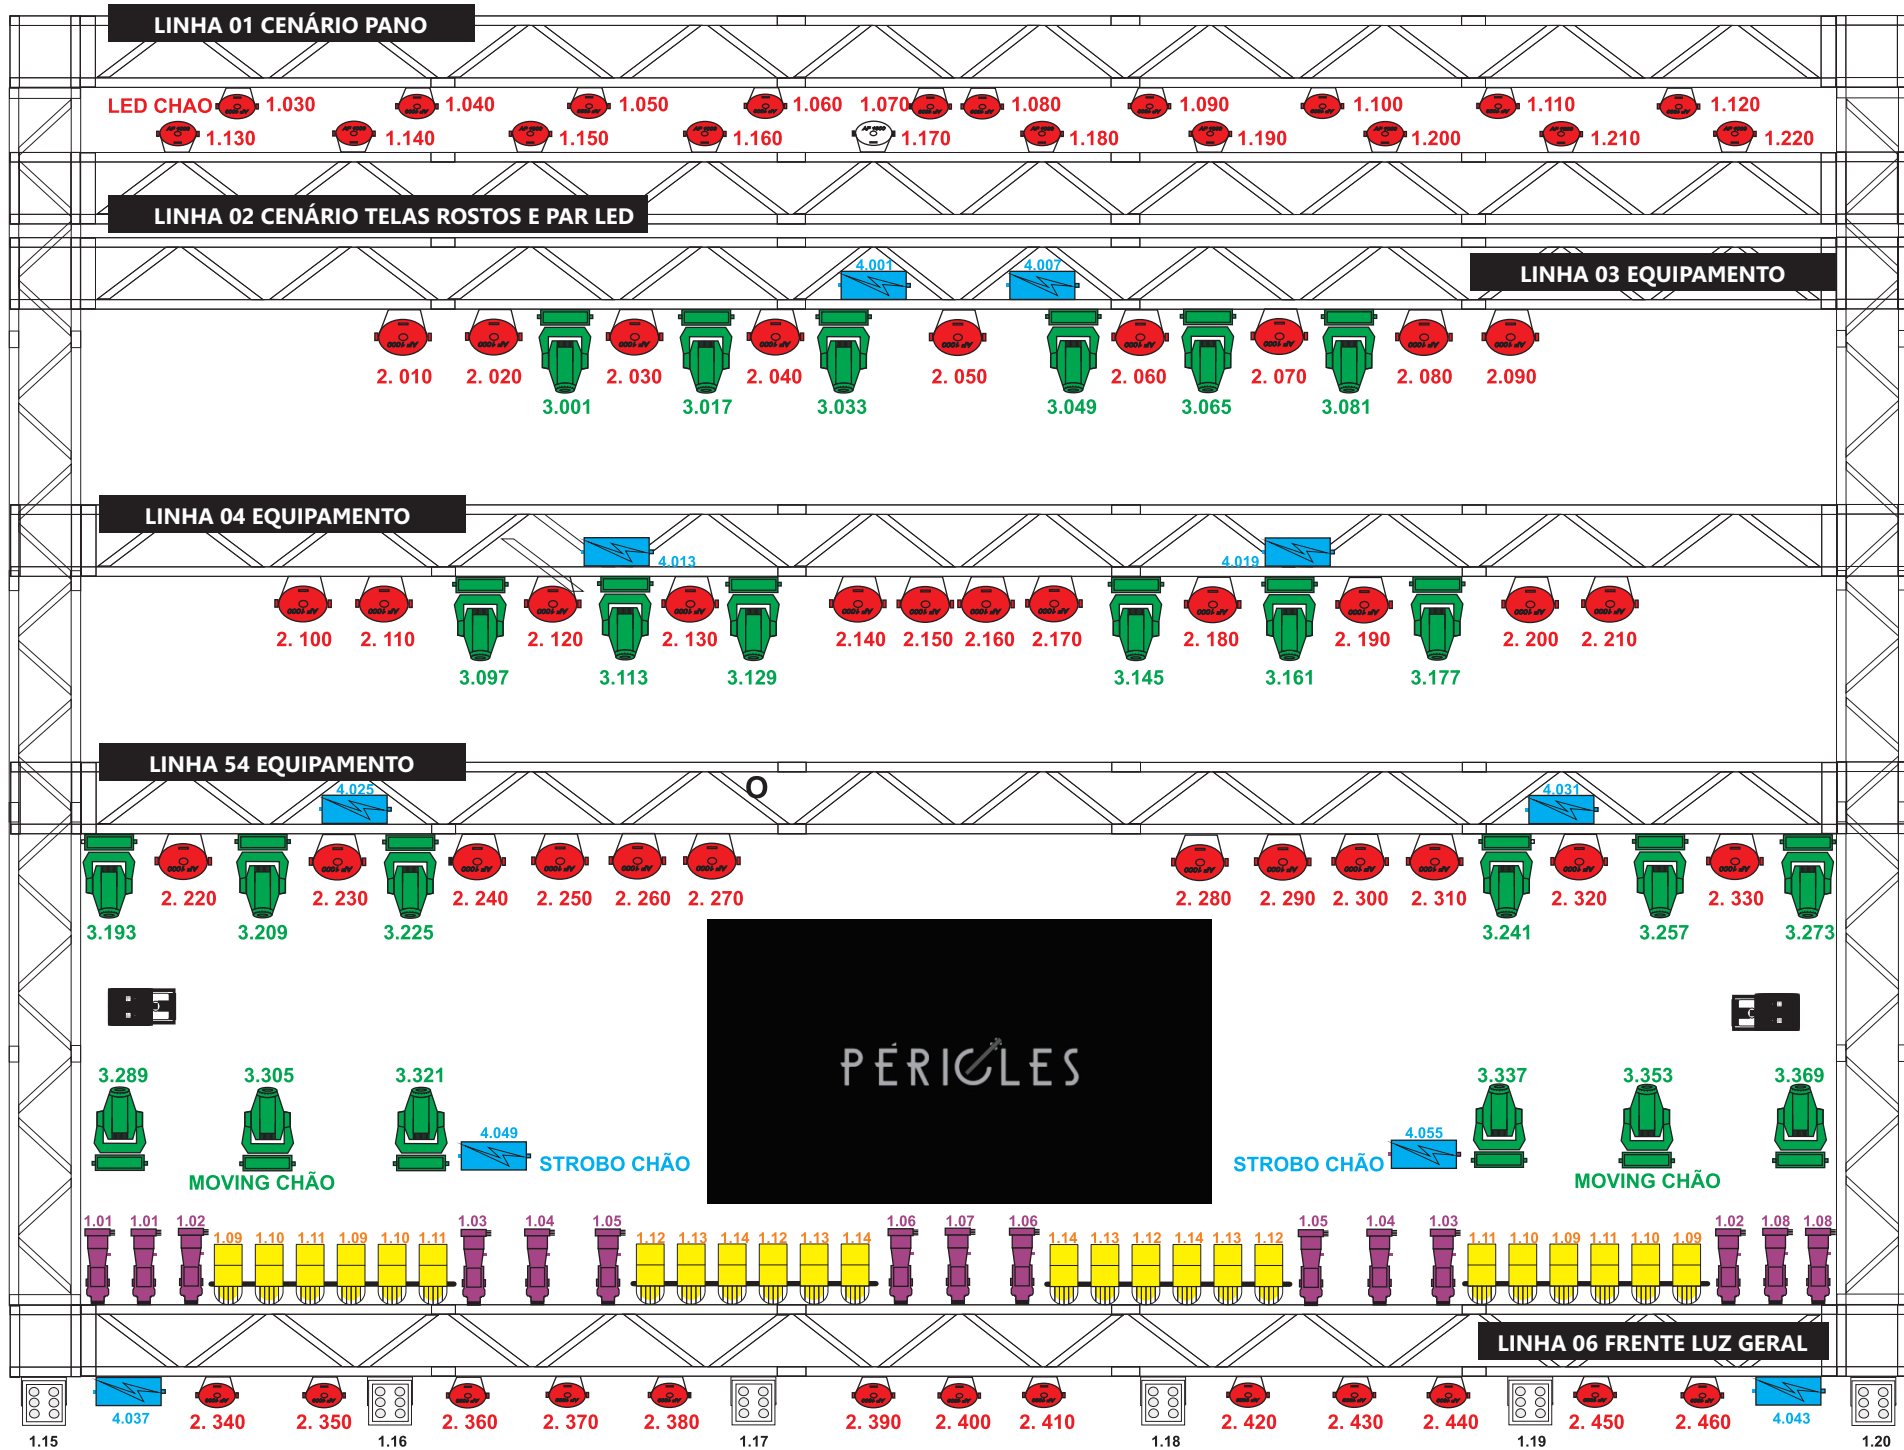 LINHA 01 CENÁRIO PANO
LED CHAO 1.030 1.040 1.050 1.060 1.070 1.080 1.090 1.100 1.110 1.120
1.130 1.140 1.150 1.160 1.170 1.180 1.190 1.200 1.210 1.220
LINHA 02 CENÁRIO TELAS ROSTOS E PAR LED
4.001 4.007
LINHA 03 EQUIPAMENTO
2. 010 2. 020 2. 030 2. 040 2. 050 2. 060 2. 070 2. 080 2.090
3.001 3.017 3.033 3.049 3.065 3.081
LINHA 04 EQUIPAMENTO
4.013 4.019
2. 100 2. 110 2. 120 2. 130 2.140 2.150 2.160 2.170 2. 180 2. 190 2. 200 2. 210
3.097 3.113 3.129 3.145 3.161 3.177
LINHA 54 EQUIPAMENTO
4.025 O 4.031
2. 220 2. 230 2. 240 2. 250 2. 260 2. 270 2. 280 2. 290 2. 300 2. 310 2. 320 2. 330
3.193 3.209 3.225 3.241 3.257 3.273
PÉRICLES
3.289 3.305 3.321 3.337 3.353 3.369
4.049 4.055
STROBO CHÃO STROBO CHÃO
MOVING CHÃO MOVING CHÃO
1.01 1.01 1.02 1.03 1.04 1.05 1.06 1.07 1.06 1.05 1.04 1.03 1.02 1.08 1.08
1.09 1.10 1.11 1.09 1.10 1.11 1.12 1.13 1.14 1.12 1.13 1.14 1.14 1.13 1.12 1.14 1.13 1.12 1.11 1.10 1.09 1.11 1.10 1.09
LINHA 06 FRENTE LUZ GERAL
4.037 2. 340 2. 350 2. 360 2. 370 2. 380 2. 390 2. 400 2. 410 2. 420 2. 430 2. 440 2. 450 2. 460 4.043
1.15 1.16 1.17 1.18 1.19 1.20